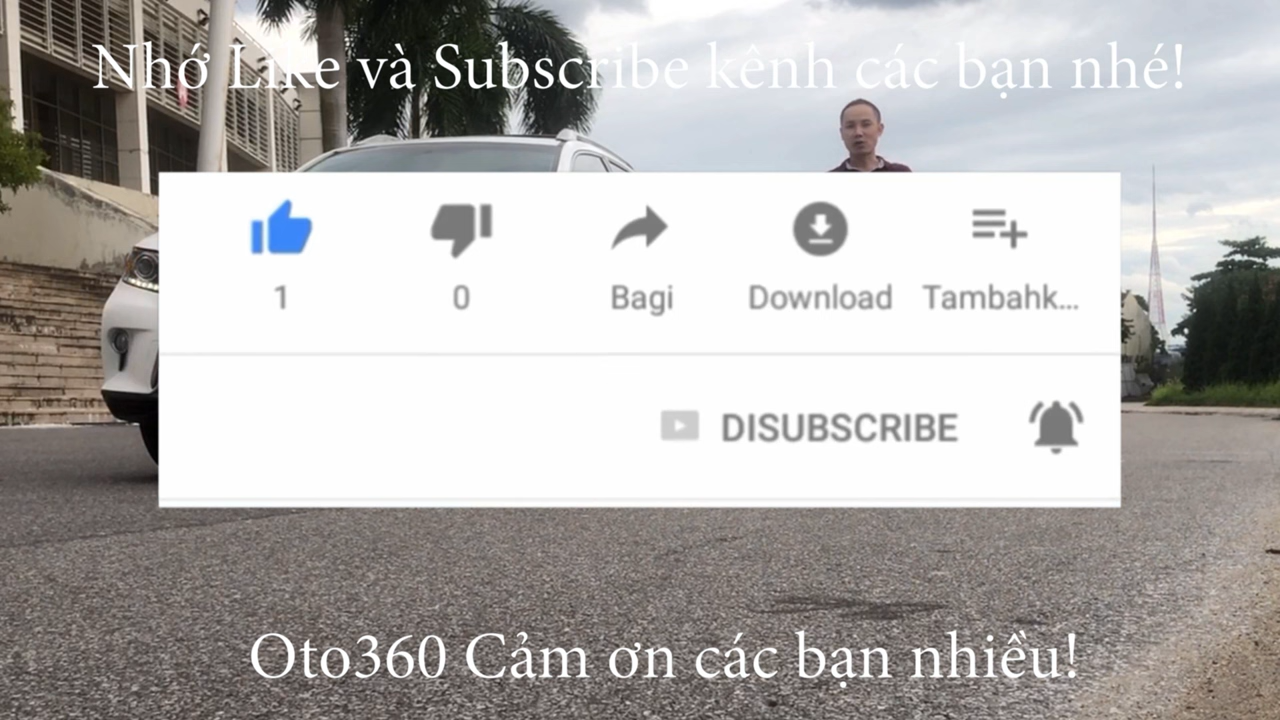 Nhớ Like và Subscribe kênh các bạn nhé!
1 0 Bagi Download Tambahk...
DISUBSCRIBE
Oto360 Cảm ơn các bạn nhiều!